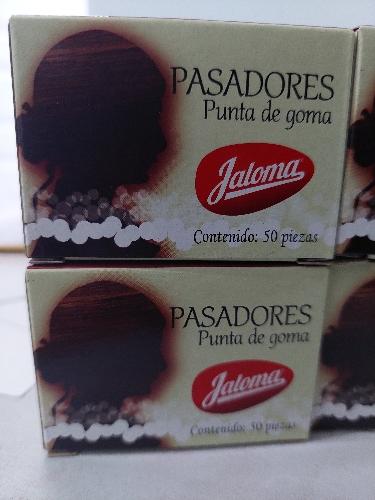 PASADORES
Punta de goma
Jaloma
Contenido: 50 piezas
PASADORES
Punta de goma
Jaloma
Contenido: 50 piezas